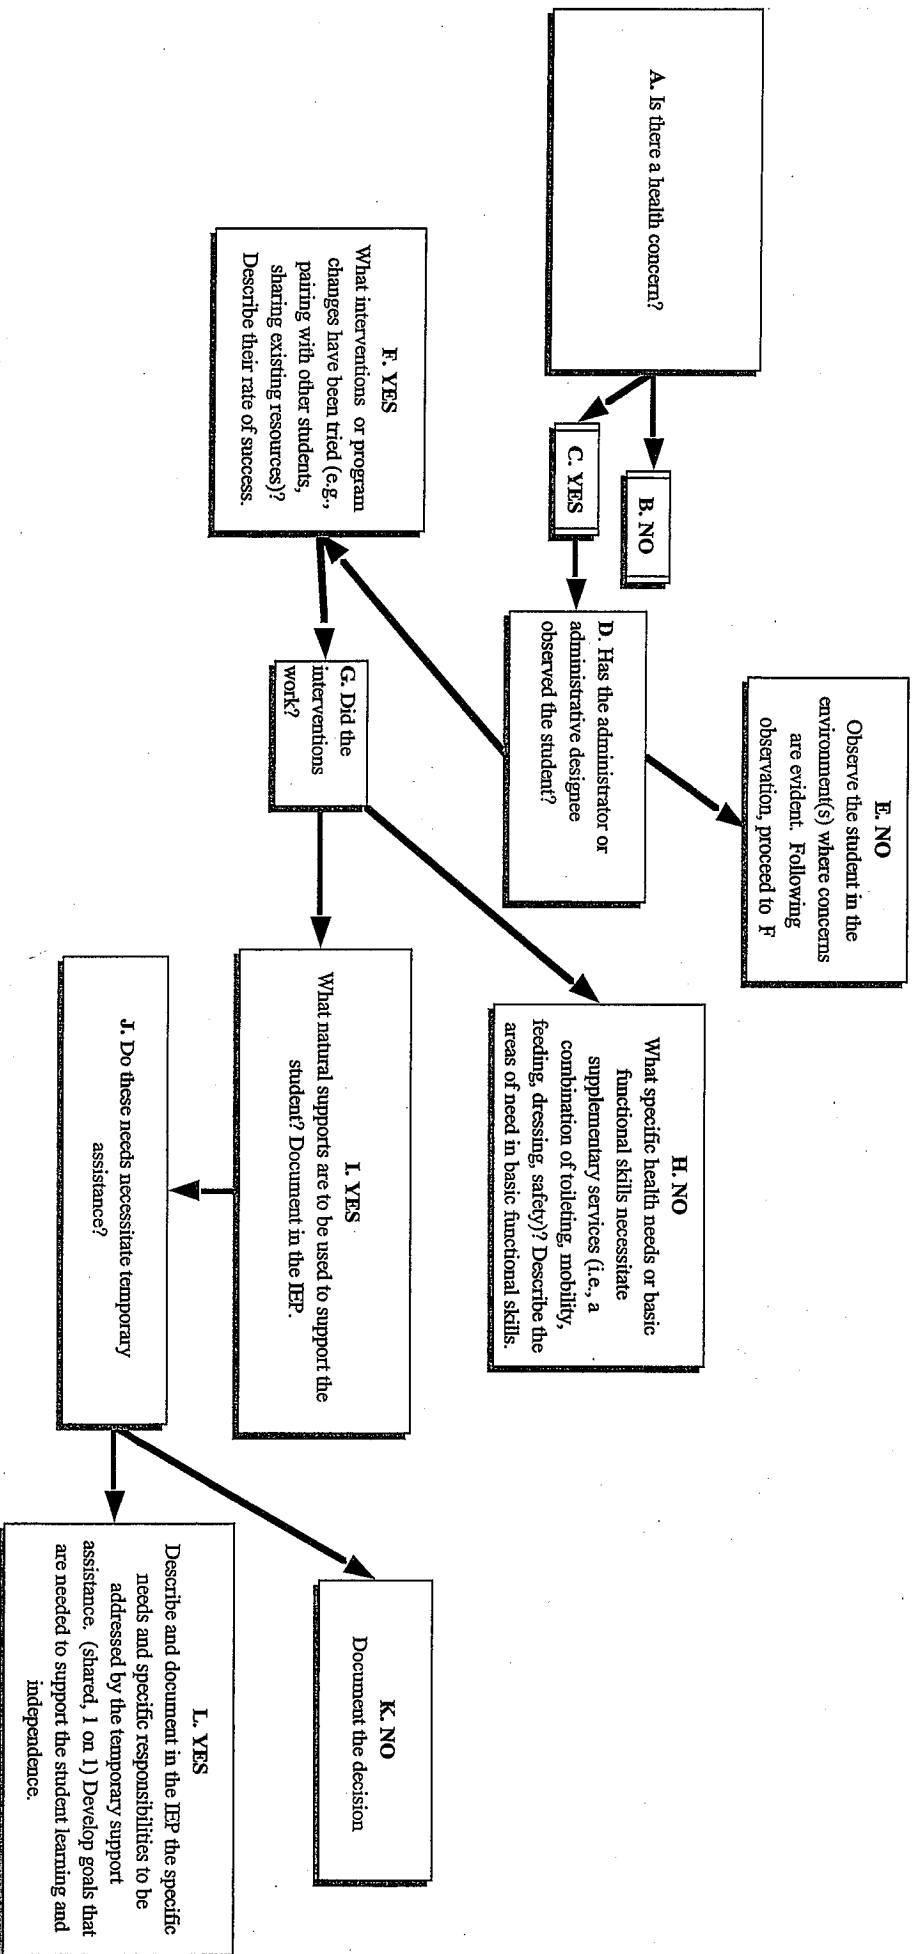 A. Is there a health concern?
B. NO
C. YES
D. Has the administrator or
administrative designee
observed the student?
E. NO
Observe the student in the
environment(s) where concerns
are evident. Following
observation, proceed to F
F. YES
What interventions or program
changes have been tried (e.g.,
pairing with other students,
sharing existing resources)?
Describe their rate of success.
G. Did the
interventions
work?
H. NO
What specific health needs or basic
functional skills necessitate
supplementary services (i.e., a
combination of toileting, mobility,
feeding, dressing, safety)? Describe the
areas of need in basic functional skills.
I. YES
What natural supports are to be used to support the
student? Document in the IEP.
J. Do these needs necessitate temporary
assistance?
K. NO
Document the decision
L. YES
Describe and document in the IEP the specific
needs and specific responsibilities to be
addressed by the temporary support
assistance. (shared, 1 on 1) Develop goals that
are needed to support the student learning and
independence.